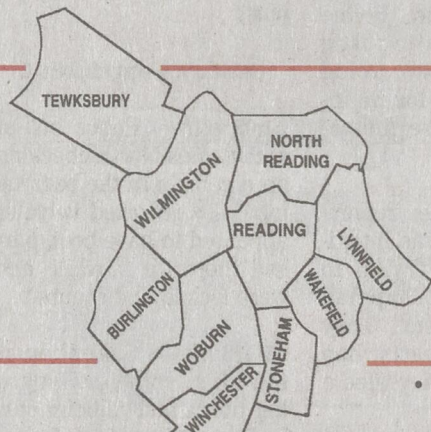 TEWKSBURY
NORTH
READING
WILMINGTON
READING
LYNNFIELD
BURLINGTON
WAKEFIELD
WOBURN
STONEHAM
WINCHESTER